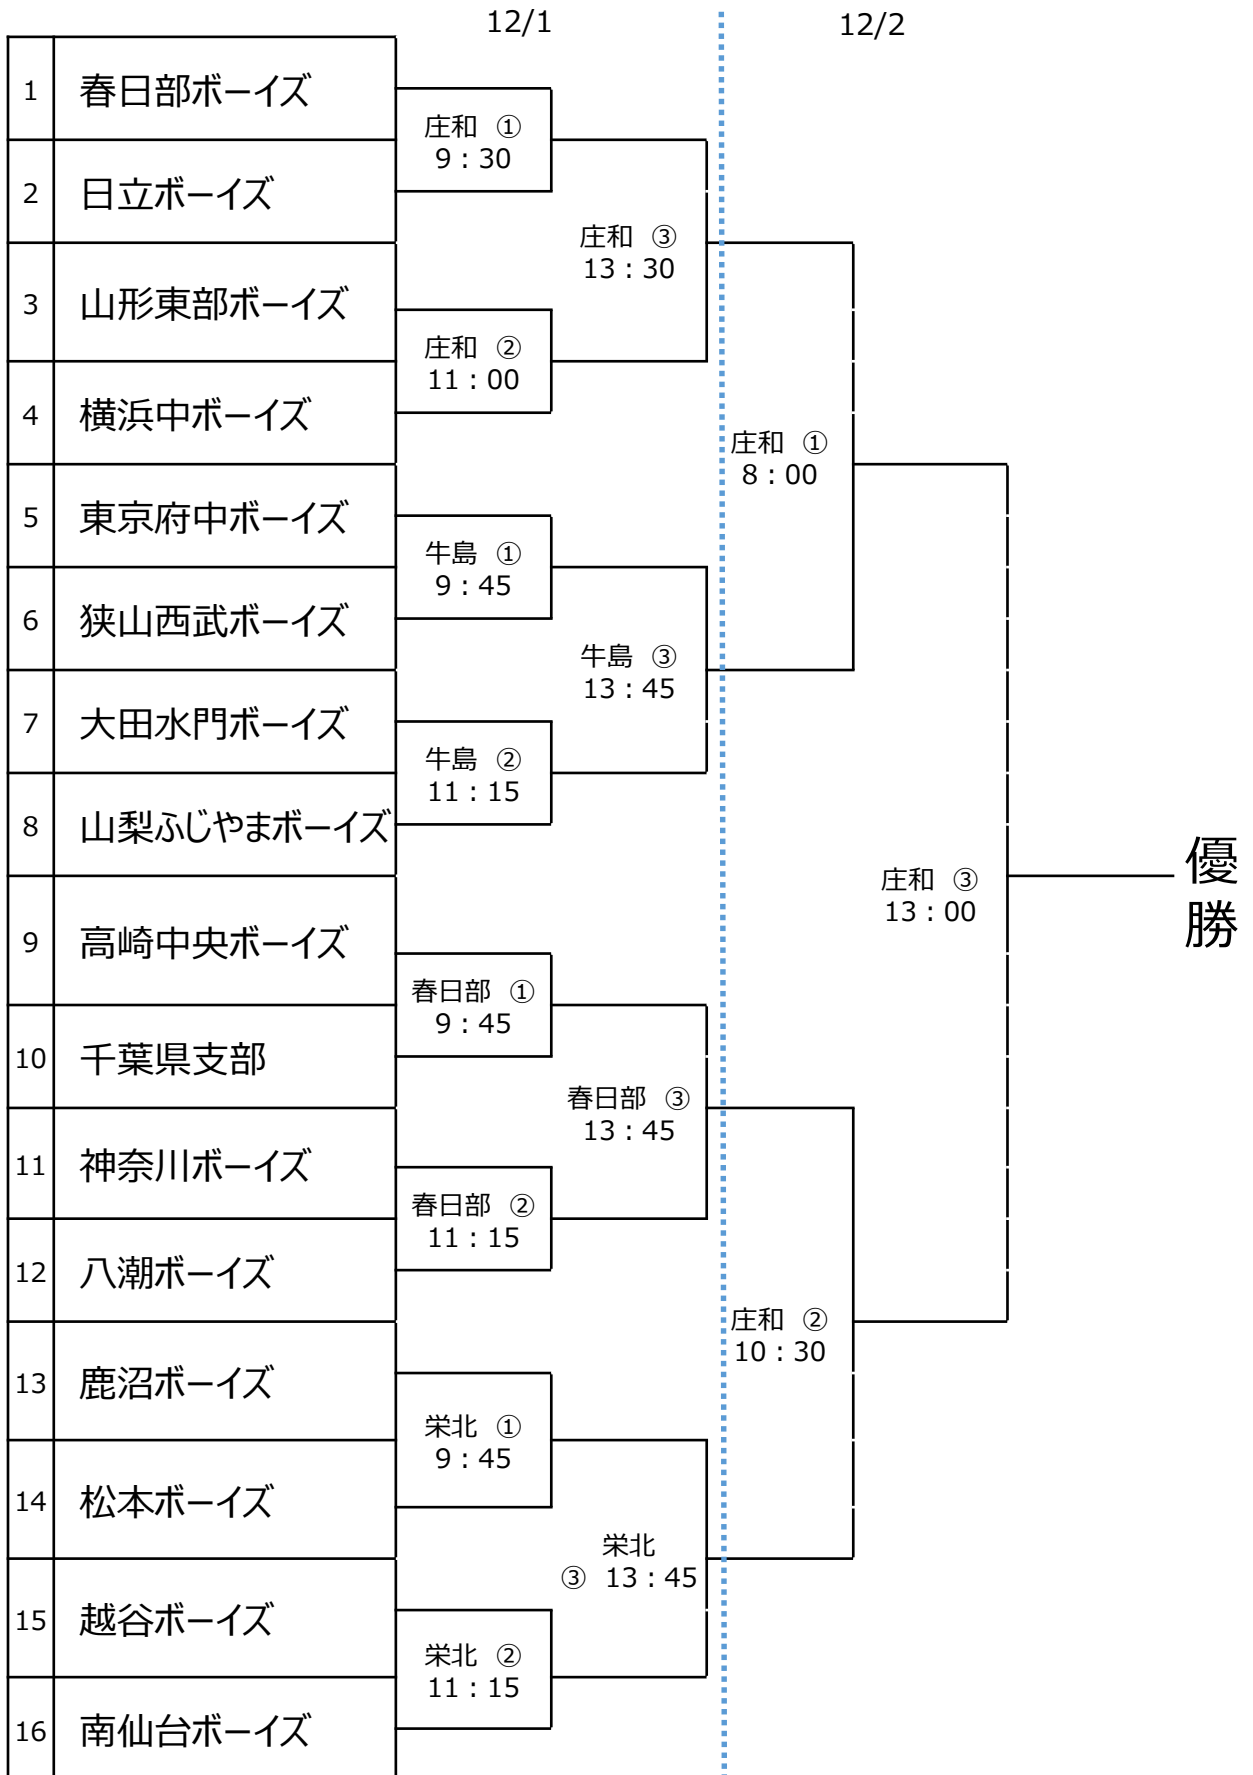 12/1
12/2
1 春日部ボーイズ
庄和 ①
9：30
2 日立ボーイズ
庄和 ③
13：30
3 山形東部ボーイズ
庄和 ②
11：00
4 横浜中ボーイズ
庄和 ①
8：00
5 東京府中ボーイズ
牛島 ①
9：45
6 狭山西武ボーイズ
牛島 ③
13：45
7 大田水門ボーイズ
牛島 ②
11：15
8 山梨ふじやまボーイズ
庄和 ③
13：00
優
勝
9 高崎中央ボーイズ
春日部 ①
9：45
10 千葉県支部
春日部 ③
13：45
11 神奈川ボーイズ
春日部 ②
11：15
12 八潮ボーイズ
庄和 ②
10：30
13 鹿沼ボーイズ
栄北 ①
9：45
14 松本ボーイズ
栄北
③ 13：45
15 越谷ボーイズ
栄北 ②
11：15
16 南仙台ボーイズ